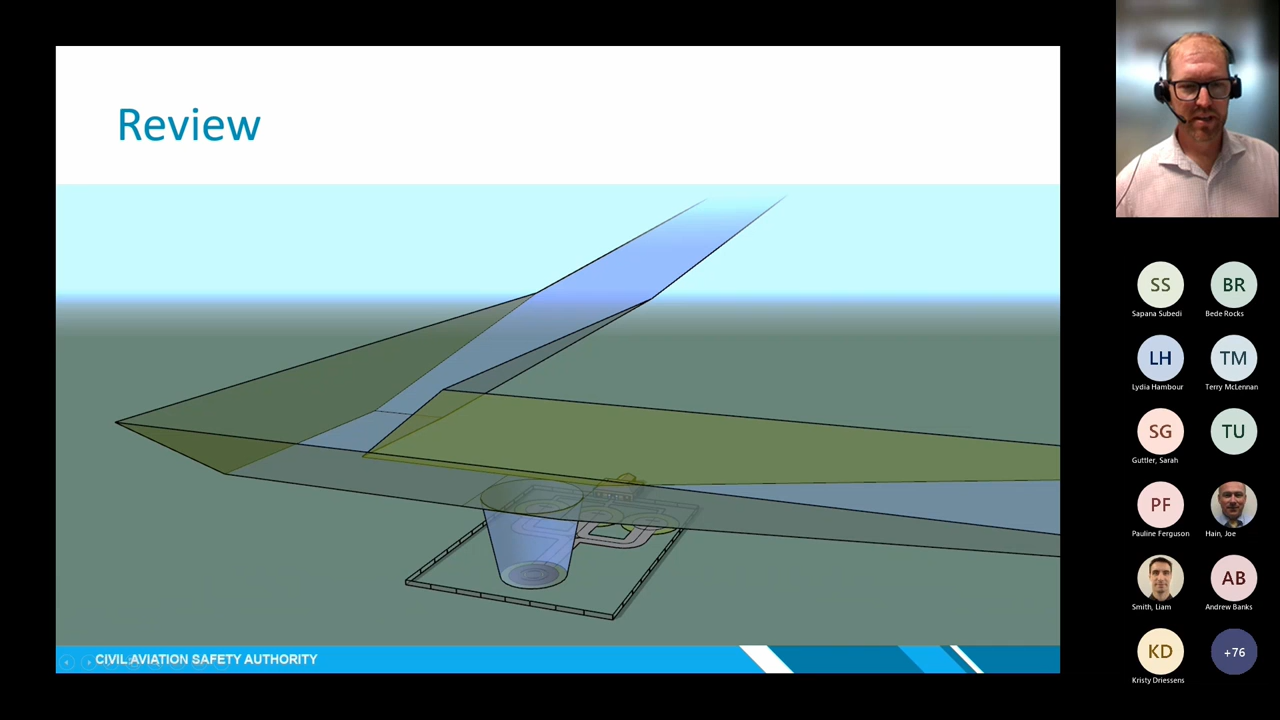 Review
CIVIL AVIATION SAFETY AUTHORITY
SS
BR
Sapana Subedi
Bede Rocks
LH
TM
Lydia Hambour
Terry McLennan
SG
TU
Guttler, Sarah
PF
Pauline Ferguson
Hain, Joe
AB
Smith, Liam
Andrew Banks
KD
+76
Kristy Driessens